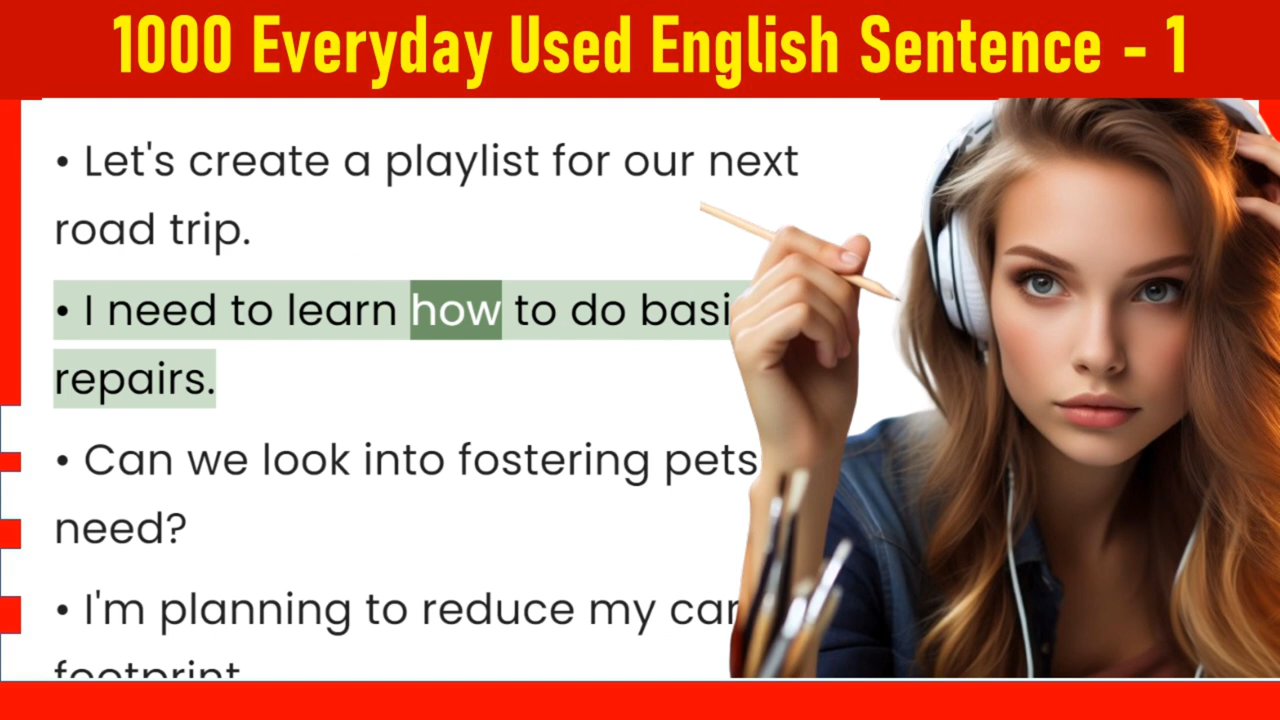 1000 Everyday Used English Sentence - 1
• Let's create a playlist for our next
road trip.
• I need to learn how to do basi
repairs.
• Can we look into fostering pets
need?
• I'm planning to reduce my car
footprint